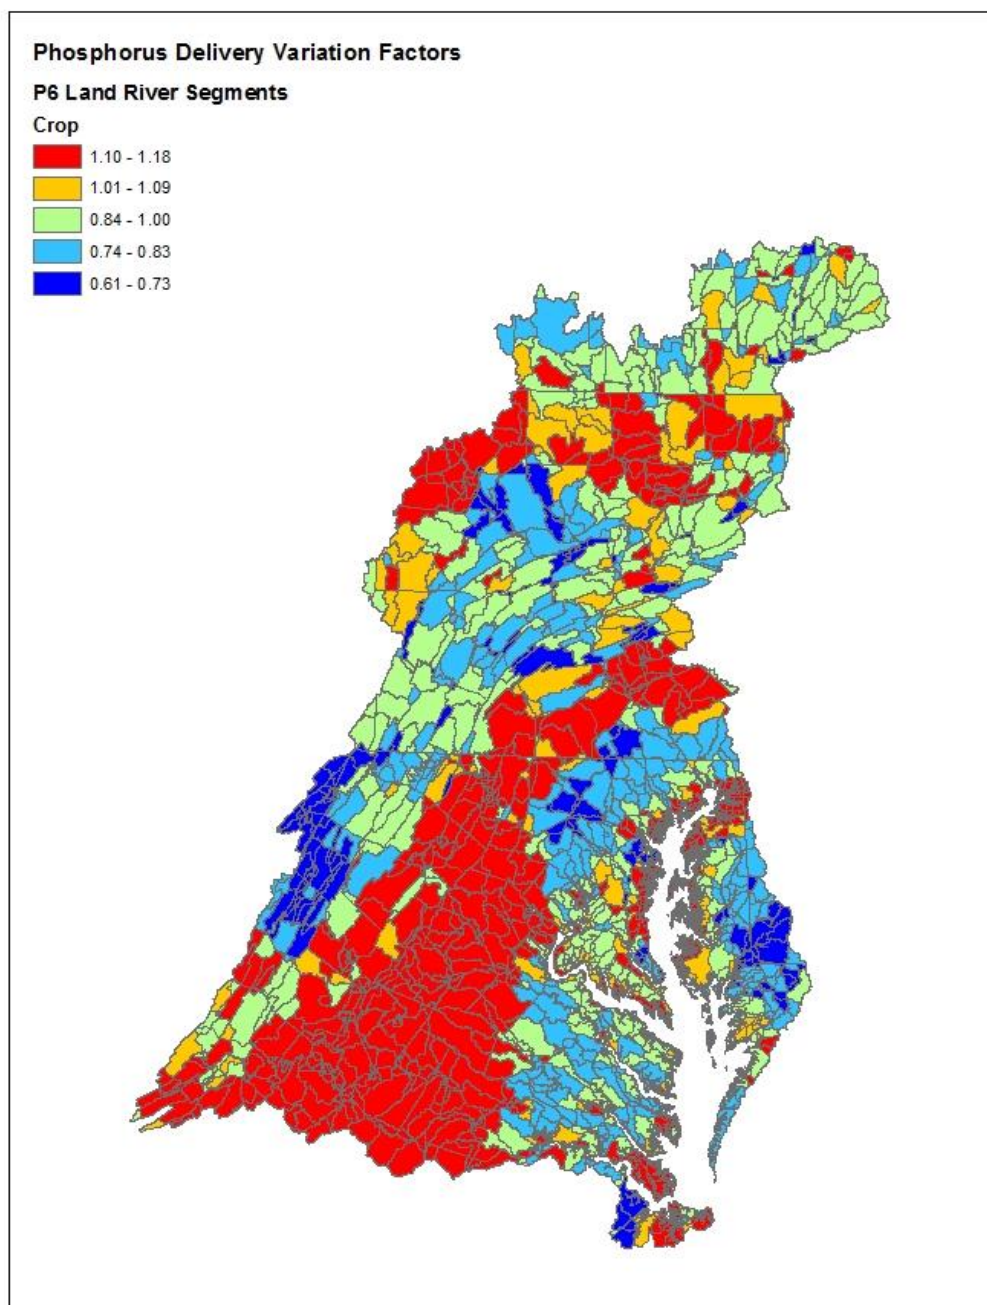 Phosphorus Delivery Variation Factors
P6 Land River Segments
Crop
1.10 - 1.18
1.01 - 1.09
0.84 - 1.00
0.74 - 0.83
0.61 - 0.73